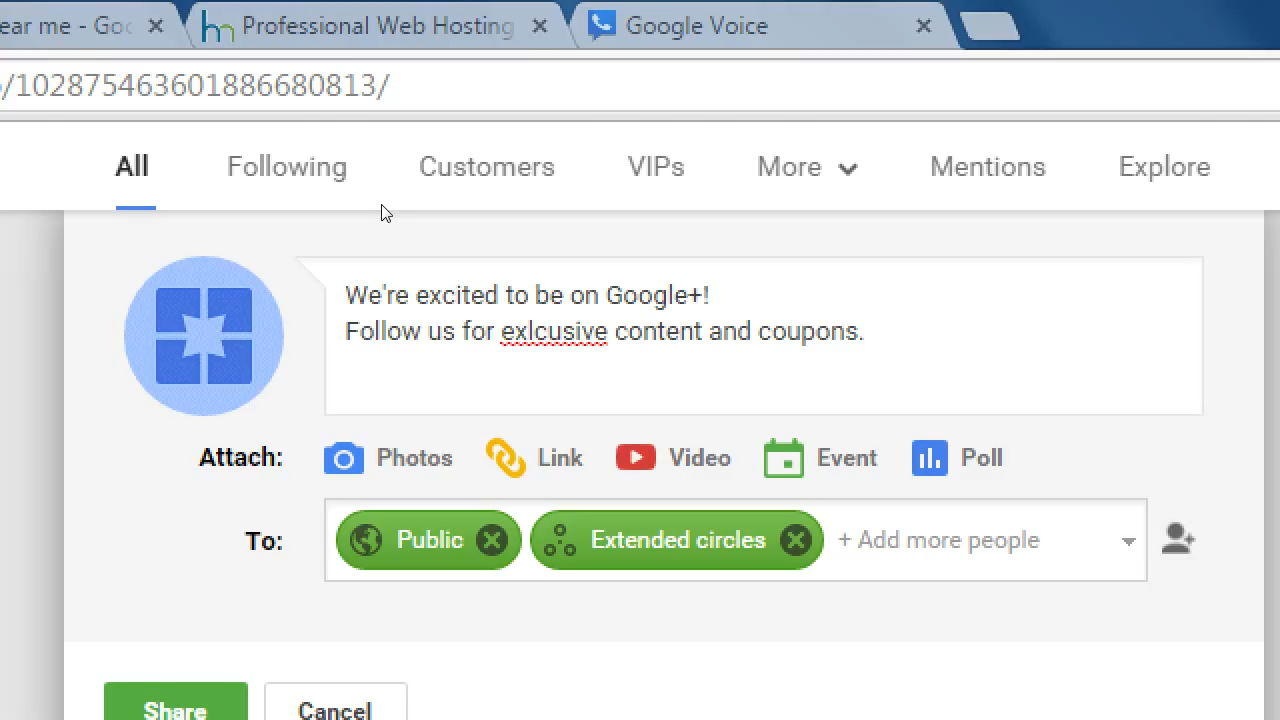 ear me - Goo
Professional Web Hosting
Google Voice
/102875463601886680813/
All Following Customers VIPs More Mentions Explore
We're excited to be on Google+!
Follow us for exlcusive content and coupons.
Attach: Photos Link Video Event Poll
To: Public Extended circles + Add more people
Share Cancel